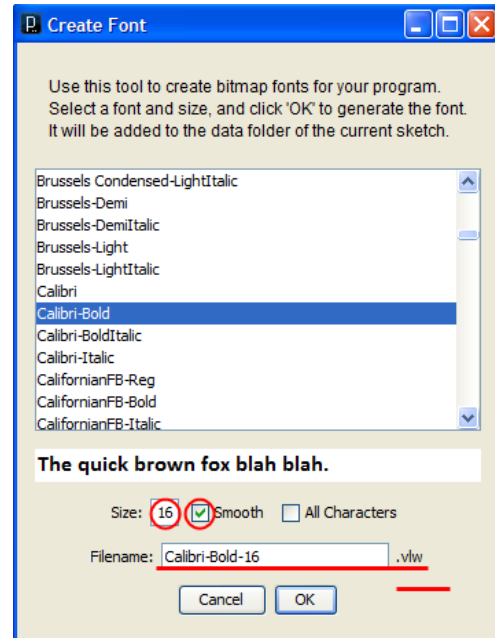 Create Font
Use this tool to create bitmap fonts for your program.
Select a font and size, and click 'OK' to generate the font.
It will be added to the data folder of the current sketch.
Brussels Condensed-LightItalic
Brussels-Demi
Brussels-DemiItalic
Brussels-Light
Brussels-LightItalic
Calibri
Calibri-Bold
Calibri-BoldItalic
Calibri-Italic
CalifornianFB-Reg
CalifornianFB-Bold
CalifornianFB-Italic
The quick brown fox blah blah.
Size: 16 Smooth All Characters
Filename: Calibri-Bold-16 .vlw
Cancel OK